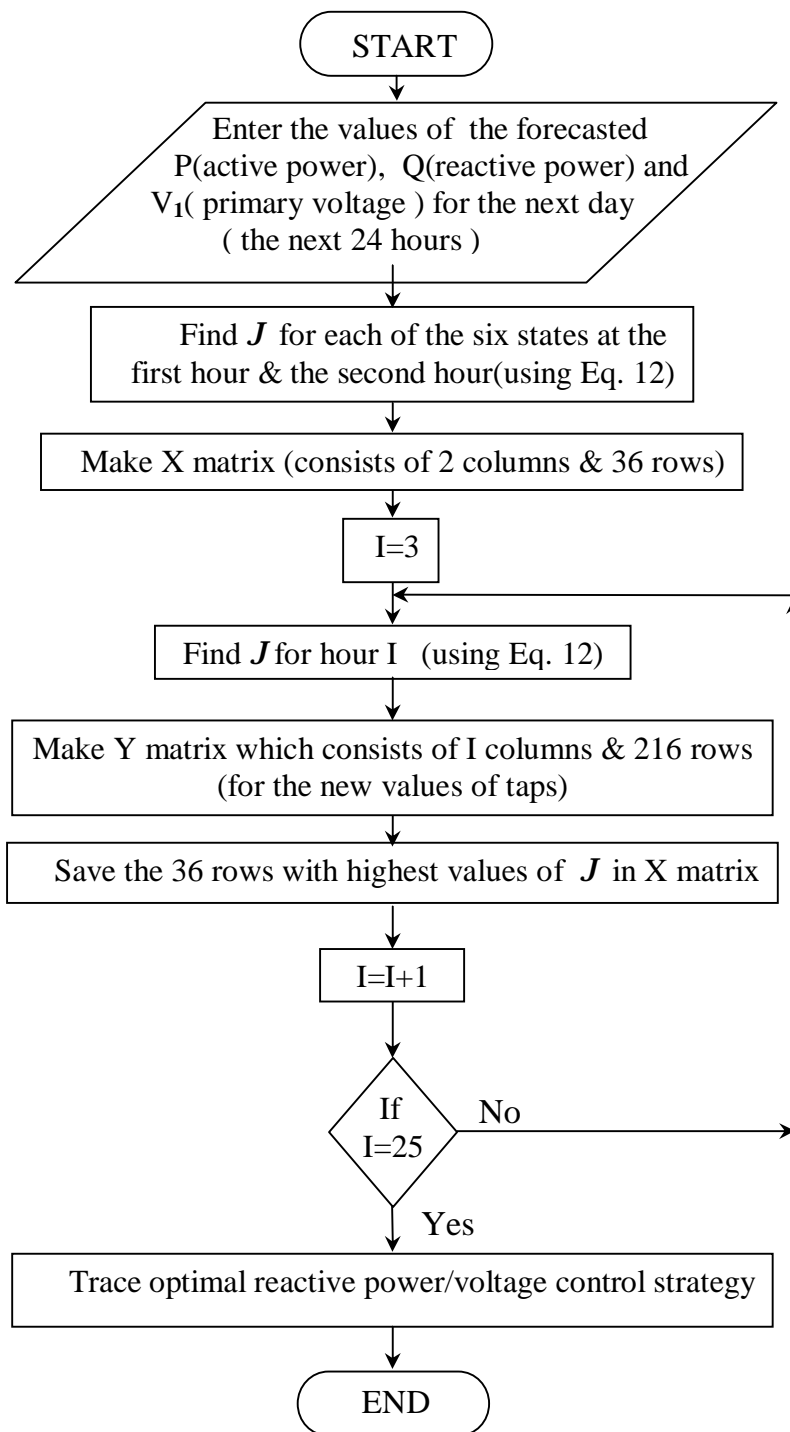 START
Enter the values of the forecasted
P(active power), Q(reactive power) and
V₁( primary voltage ) for the next day
( the next 24 hours )
Find J for each of the six states at the
first hour & the second hour(using Eq. 12)
Make X matrix (consists of 2 columns & 36 rows)
I=3
Find J for hour I (using Eq. 12)
Make Y matrix which consists of I columns & 216 rows
(for the new values of taps)
Save the 36 rows with highest values of J in X matrix
I=I+1
If
I=25
No
Yes
Trace optimal reactive power/voltage control strategy
END